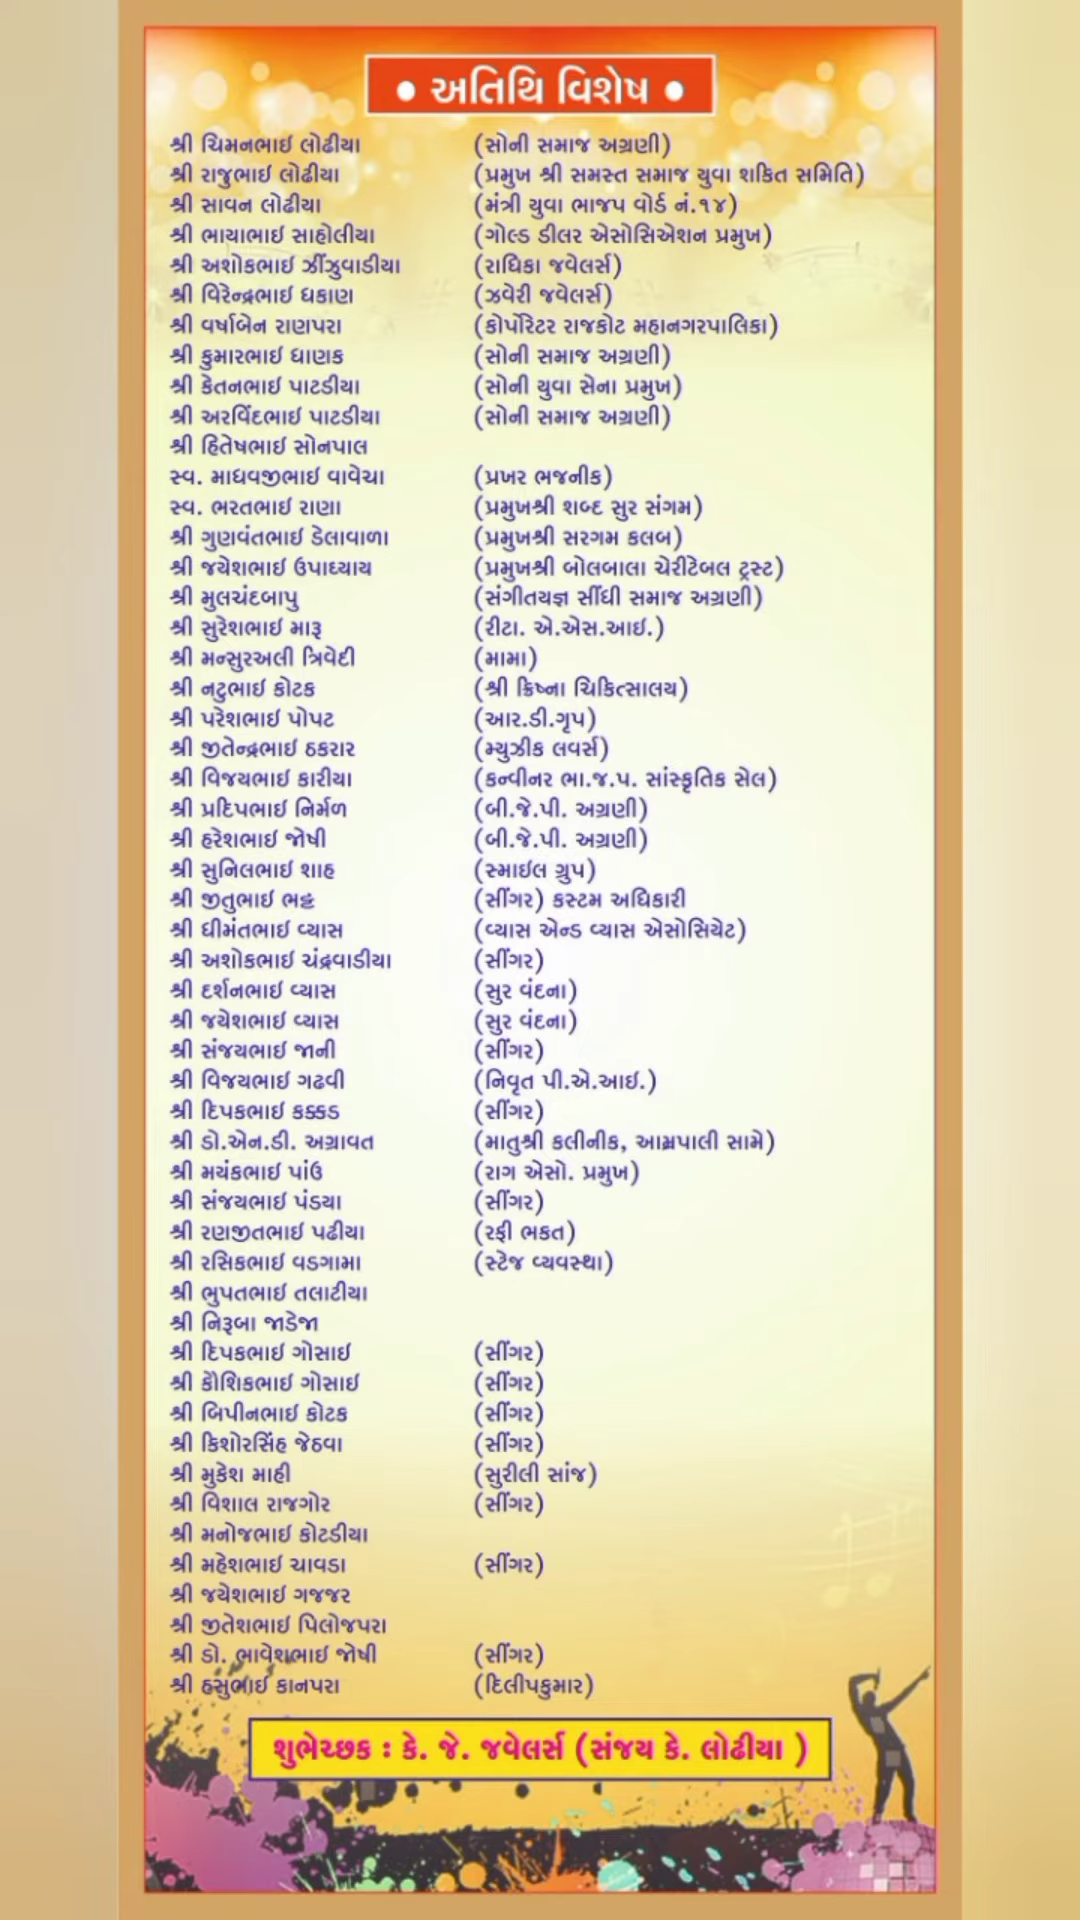 • અતિથિ વિશેષ •
શ્રી ચિમનભાઈ લોઢીયા (સોની સમાજ અગ્રણી)
શ્રી રાજુભાઈ લોઢીયા (પ્રમુખ શ્રી સમસ્ત સમાજ યુવા શકિત સમિતિ)
શ્રી સાવન લોઢીયા (મંત્રી યુવા ભાજપ વોર્ડ નં.૧૪)
શ્રી ભાયાભાઈ સાહોલીયા (ગોલ્ડ ડીલર એસોસિએશન પ્રમુખ)
શ્રી અશોકભાઈ ઝીંઝુવાડીયા (રાધિકા જવેલર્સ)
શ્રી વિરેન્દ્રભાઈ ધકાણ (ઝવેરી જવેલર્સ)
શ્રી વર્ષાબેન રાણપરા (કોર્પોરેટર રાજકોટ મહાનગરપાલિકા)
શ્રી કુમારભાઈ ધાણક (સોની સમાજ અગ્રણી)
શ્રી કેતનભાઈ પાટડીયા (સોની યુવા સેના પ્રમુખ)
શ્રી અરવિંદભાઈ પાટડીયા (સોની સમાજ અગ્રણી)
શ્રી હિતેષભાઈ સોનપાલ
સ્વ. માધવજીભાઈ વાવેચા (પ્રખર ભજનીક)
સ્વ. ભરતભાઈ રાણા (પ્રમુખશ્રી શબ્દ સુર સંગમ)
શ્રી ગુણવંતભાઈ ડેલાવાળા (પ્રમુખશ્રી સરગમ કલબ)
શ્રી જયેશભાઈ ઉપાધ્યાય (પ્રમુખશ્રી બોલબાલા ચેરીટેબલ ટ્રસ્ટ)
શ્રી મુલચંદબાપુ (સંગીતયજ્ઞ સીંધી સમાજ અગ્રણી)
શ્રી સુરેશભાઈ મારૂ (રીટા. એ.એસ.આઇ.)
શ્રી મન્સુરઅલી ત્રિવેદી (મામા)
શ્રી નટુભાઈ કોટક (શ્રી ક્રિષ્ના ચિકિત્સાલય)
શ્રી પરેશભાઈ પોપટ (આર.ડી.ગૃપ)
શ્રી જીતેન્દ્રભાઈ ઠકરાર (મ્યુઝીક લવર્સ)
શ્રી વિજયભાઈ કારીયા (કન્વીનર ભા.જ.પ. સાંસ્કૃતિક સેલ)
શ્રી પ્રદિપભાઈ નિર્મળ (બી.જે.પી. અગ્રણી)
શ્રી હરેશભાઈ જોષી (બી.જે.પી. અગ્રણી)
શ્રી સુનિલભાઈ શાહ (સ્માઈલ ગ્રુપ)
શ્રી જીતુભાઈ ભટ્ટ (સીંગર) કસ્ટમ અધિકારી
શ્રી ધીમંતભાઈ વ્યાસ (વ્યાસ એન્ડ વ્યાસ એસોસિયેટ)
શ્રી અશોકભાઈ ચંદ્રવાડીયા (સીંગર)
શ્રી દર્શનભાઈ વ્યાસ (સુર વંદના)
શ્રી જયેશભાઈ વ્યાસ (સુર વંદના)
શ્રી સંજયભાઈ જાની (સીંગર)
શ્રી વિજયભાઈ ગઢવી (નિવૃત પી.એ.આઇ.)
શ્રી દિપકભાઈ કક્કડ (સીંગર)
શ્રી ડો.એન.ડી. અગ્રાવત (માતુશ્રી કલીનીક, આમ્રપાલી સામે)
શ્રી મયંકભાઈ પાંઉ (રાગ એસો. પ્રમુખ)
શ્રી સંજયભાઈ પંડયા (સીંગર)
શ્રી રણજીતભાઈ પઢીયા (રફી ભકત)
શ્રી રસિકભાઈ વડગામા (સ્ટેજ વ્યવસ્થા)
શ્રી ભુપતભાઈ તલાટીયા
શ્રી નિરૂબા જાડેજા
શ્રી દિપકભાઈ ગોસાઈ (સીંગર)
શ્રી કૌશિકભાઈ ગોસાઈ (સીંગર)
શ્રી બિપીનભાઈ કોટક (સીંગર)
શ્રી કિશોરસિંહ જેઠવા (સીંગર)
શ્રી મુકેશ માહી (સુરીલી સાંજ)
શ્રી વિશાલ રાજગોર (સીંગર)
શ્રી મનોજભાઈ કોટડીયા
શ્રી મહેશભાઈ ચાવડા (સીંગર)
શ્રી જયેશભાઈ ગજજર
શ્રી જીતેશભાઈ પિલોજપરા
શ્રી ડો. ભાવેશભાઈ જોષી (સીંગર)
શ્રી હસુભાઈ કાનપરા (દિલીપકુમાર)
શુભેચ્છક : કે. જે. જવેલર્સ (સંજય કે. લોઢીયા )